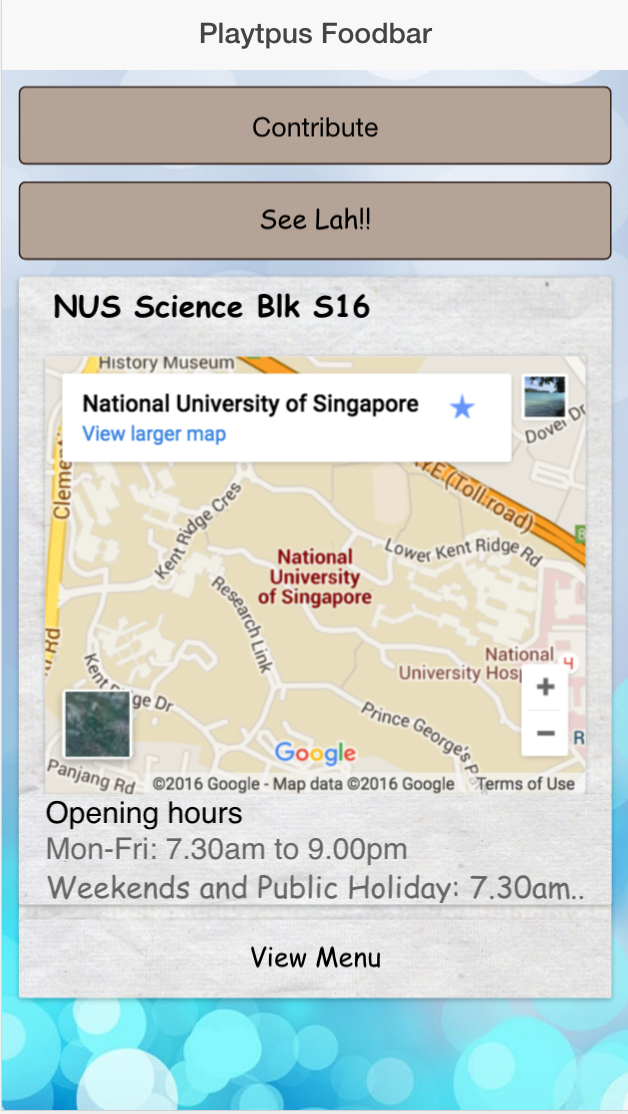 Playtpus Foodbar
Contribute
See Lah!!
NUS Science Blk S16
History Museum
National University of Singapore
View larger map
Dover Dr
Clemen
Y.E(Toll road)
8
Kent Ridge Cres
Lower Kent Ridge Rd
National
University
of Singapore
Research Link
National
University Hosp
4
+
−
Kent Ridge Dr
Prince George's P
R
Rd
Google
Panjang Rd
©2016 Google - Map data ©2016 Google
Terms of Use
Opening hours
Mon-Fri: 7.30am to 9.00pm
Weekends and Public Holiday: 7.30am..
View Menu